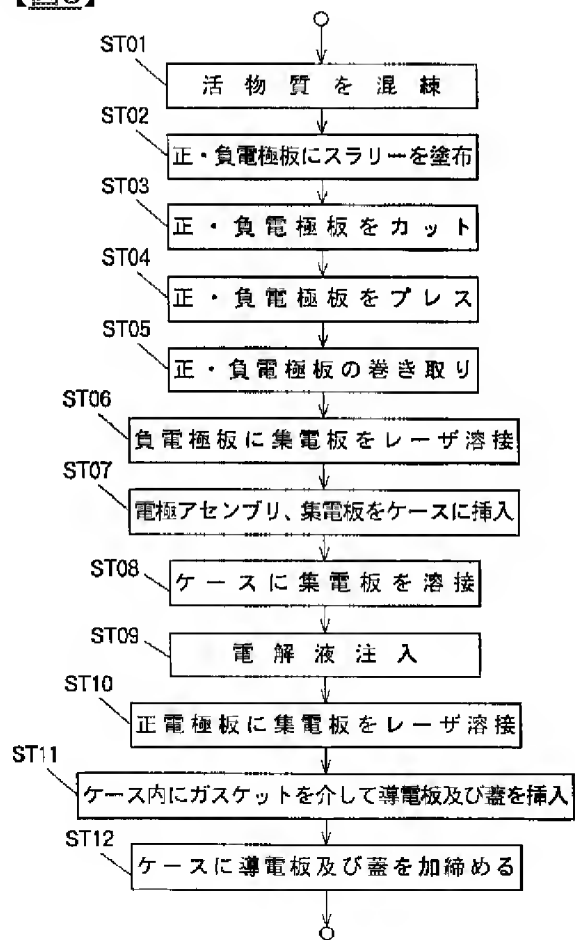 ST01
活物質を混練
ST02
正・負電極板にスラリーを塗布
ST03
正・負電極板をカット
ST04
正・負電極板をプレス
ST05
正・負電極板の巻き取り
ST06
負電極板に集電板をレーザ溶接
ST07
電極アセンブリ、集電板をケースに挿入
ST08
ケースに集電板を溶接
ST09
電解液注入
ST10
正電極板に集電板をレーザ溶接
ST11
ケース内にガスケットを介して導電板及び蓋を挿入
ST12
ケースに導電板及び蓋を加締める